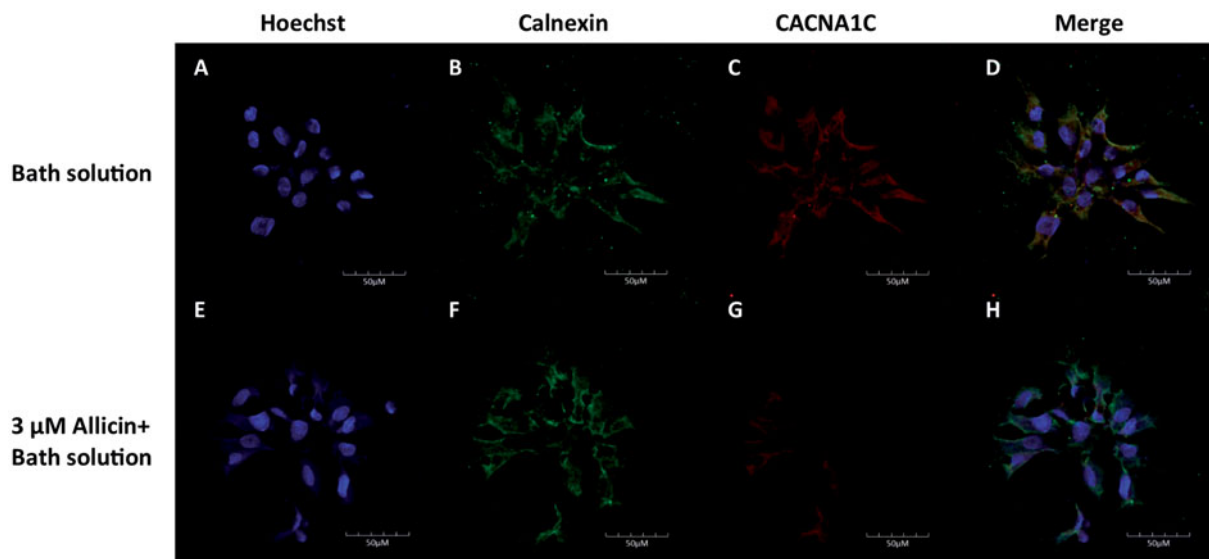 Hoechst Calnexin CACNA1C Merge
A B C D
Bath solution
50μM 50μM 50μM 50μM
E F G H
3 μM Allicin+
Bath solution
50μM 50μM 50μM 50μM